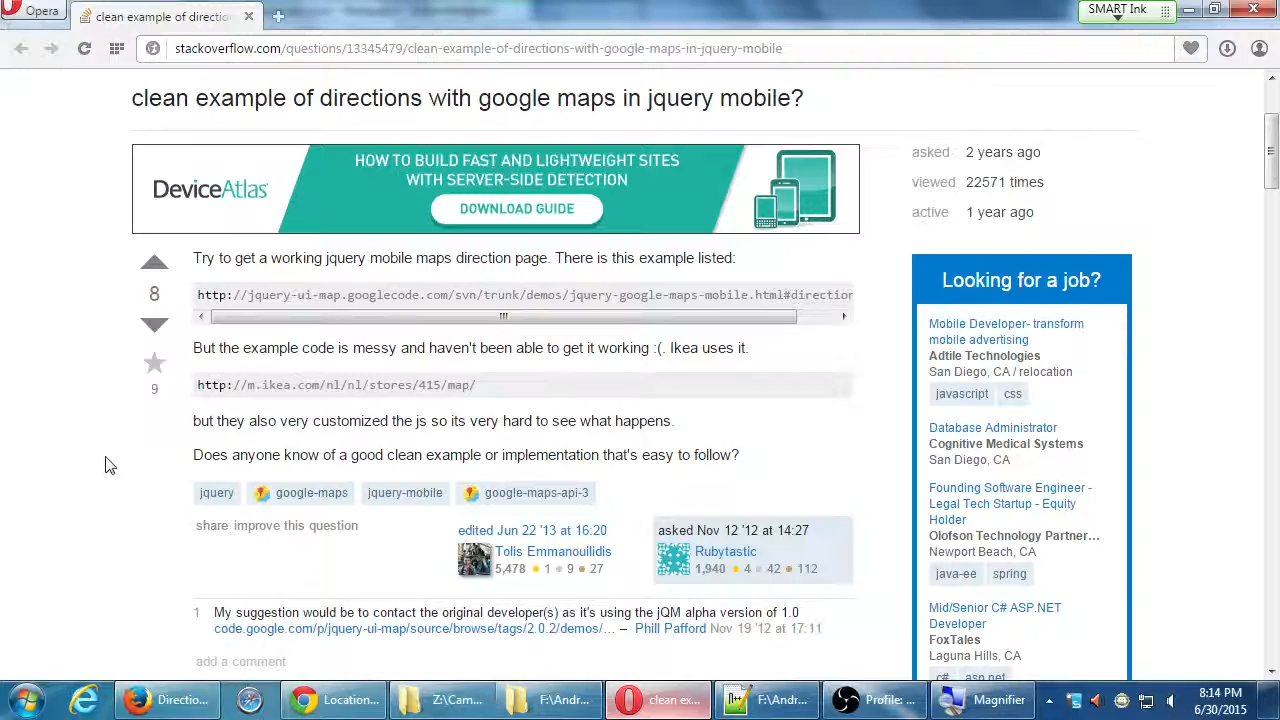 Opera
clean example of directio
SMART Ink
stackoverflow.com/questions/13345479/clean-example-of-directions-with-google-maps-in-jquery-mobile
clean example of directions with google maps in jquery mobile?
DeviceAtlas
HOW TO BUILD FAST AND LIGHTWEIGHT SITES
WITH SERVER-SIDE DETECTION
DOWNLOAD GUIDE
asked 2 years ago
viewed 22571 times
active 1 year ago
8
9
Try to get a working jquery mobile maps direction page. There is this example listed:
http://jquery-ui-map.googlecode.com/svn/trunk/demos/jquery-google-maps-mobile.html#direction
But the example code is messy and haven't been able to get it working :(. Ikea uses it.
http://m.ikea.com/nl/nl/stores/415/map/
but they also very customized the js so its very hard to see what happens.
Does anyone know of a good clean example or implementation that's easy to follow?
jquery google-maps jquery-mobile google-maps-api-3
share improve this question
edited Jun 22 '13 at 16:20
Tolis Emmanouilidis
5,478 1 9 27
asked Nov 12 '12 at 14:27
Rubytastic
1,940 4 42 112
1 My suggestion would be to contact the original developer(s) as it's using the jQM alpha version of 1.0
code.google.com/p/jquery-ui-map/source/browse/tags/2.0.2/demos/… – Phill Pafford Nov 19 '12 at 17:11
add a comment
Looking for a job?
Mobile Developer- transform
mobile advertising
Adtile Technologies
San Diego, CA / relocation
javascript css
Database Administrator
Cognitive Medical Systems
San Diego, CA
Founding Software Engineer -
Legal Tech Startup - Equity
Holder
Olofson Technology Partner...
Newport Beach, CA
java-ee spring
Mid/Senior C# ASP.NET
Developer
FoxTales
Laguna Hills, CA
c# asp.net
Directio...
Location...
Z:\Cam...
F:\Andr...
clean ex...
F:\Andr...
Profile: ...
Magnifier
8:14 PM
6/30/2015